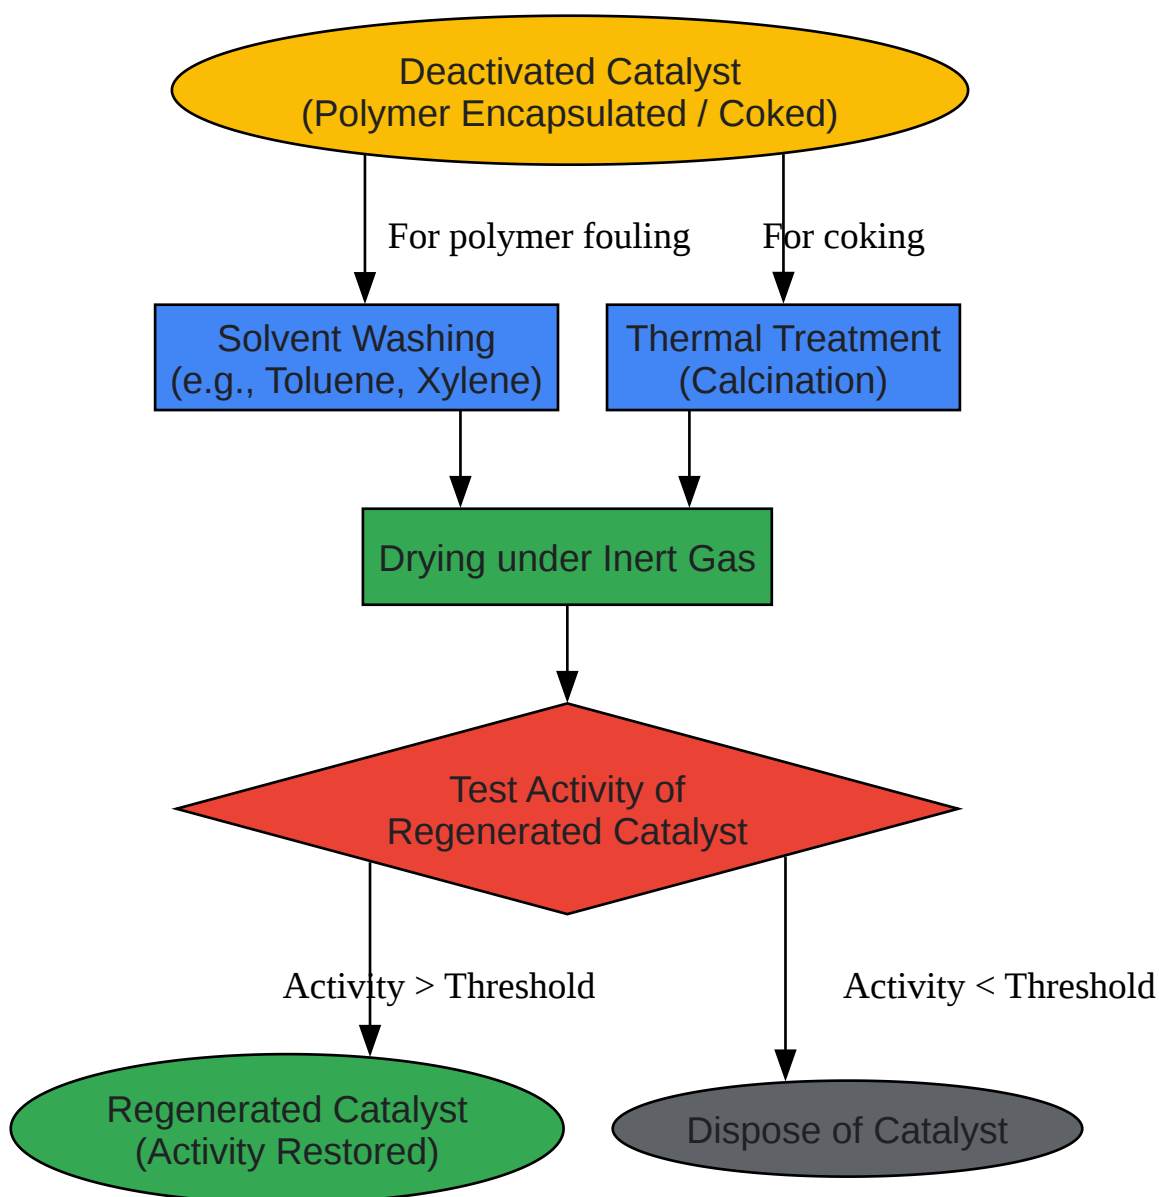 Deactivated Catalyst
(Polymer Encapsulated / Coked)
For polymer fouling
For coking
Solvent Washing
(e.g., Toluene, Xylene)
Thermal Treatment
(Calcination)
Drying under Inert Gas
Test Activity of
Regenerated Catalyst
Activity > Threshold
Activity < Threshold
Regenerated Catalyst
(Activity Restored)
Dispose of Catalyst